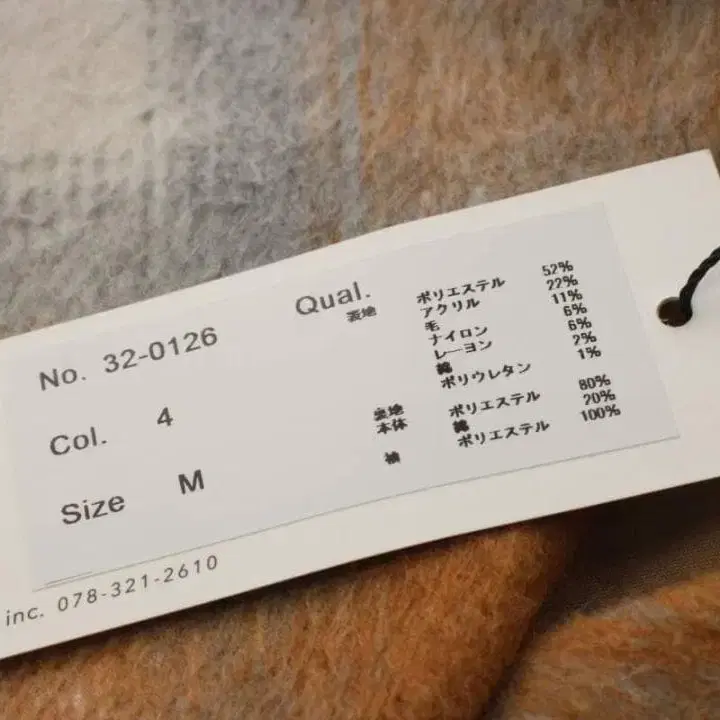 No. 32-0126
Col. 4
Size M
Qual.
表地 ポリエステル 52%
アクリル 22%
毛 11%
ナイロン 6%
レーヨン 6%
綿 2%
ポリウレタン 1%
裏地
本体 ポリエステル 80%
綿 20%
袖 ポリエステル 100%
inc. 078-321-2610